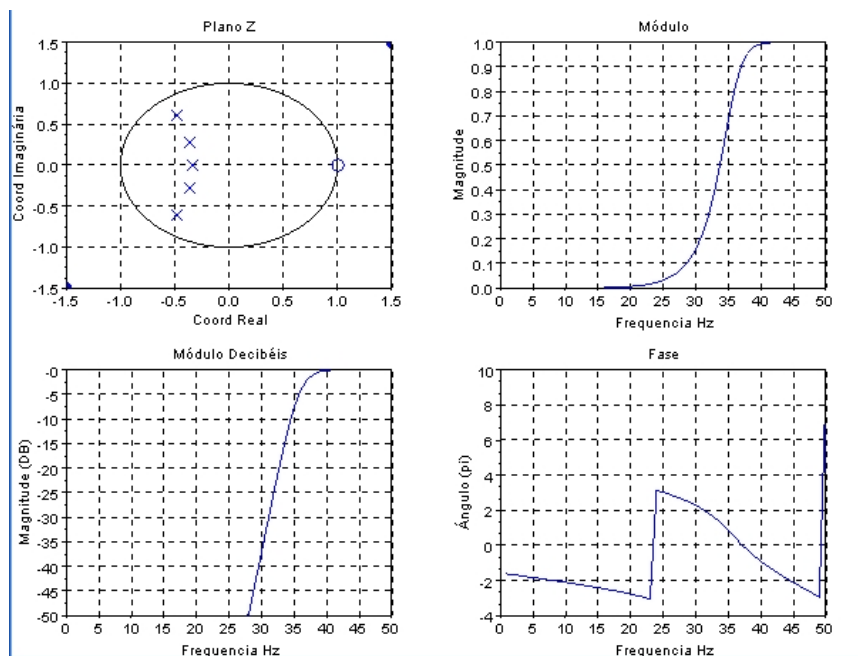 Plano Z
1.5
1.0
0.5
0.0
-0.5
-1.0
-1.5
-1.5 -1.0 -0.5 0.0 0.5 1.0 1.5
Coord Imaginária
Coord Real
Módulo
1.0
0.9
0.8
0.7
0.6
0.5
0.4
0.3
0.2
0.1
0.0
0 5 10 15 20 25 30 35 40 45 50
Magnitude
Frequencia Hz
Módulo Decibéis
-0
-5
-10
-15
-20
-25
-30
-35
-40
-45
-50
0 5 10 15 20 25 30 35 40 45 50
Magnitude (DB)
Frequencia Hz
Fase
10
8
6
4
2
0
-2
-4
0 5 10 15 20 25 30 35 40 45 50
Ângulo (pi)
Frequencia Hz